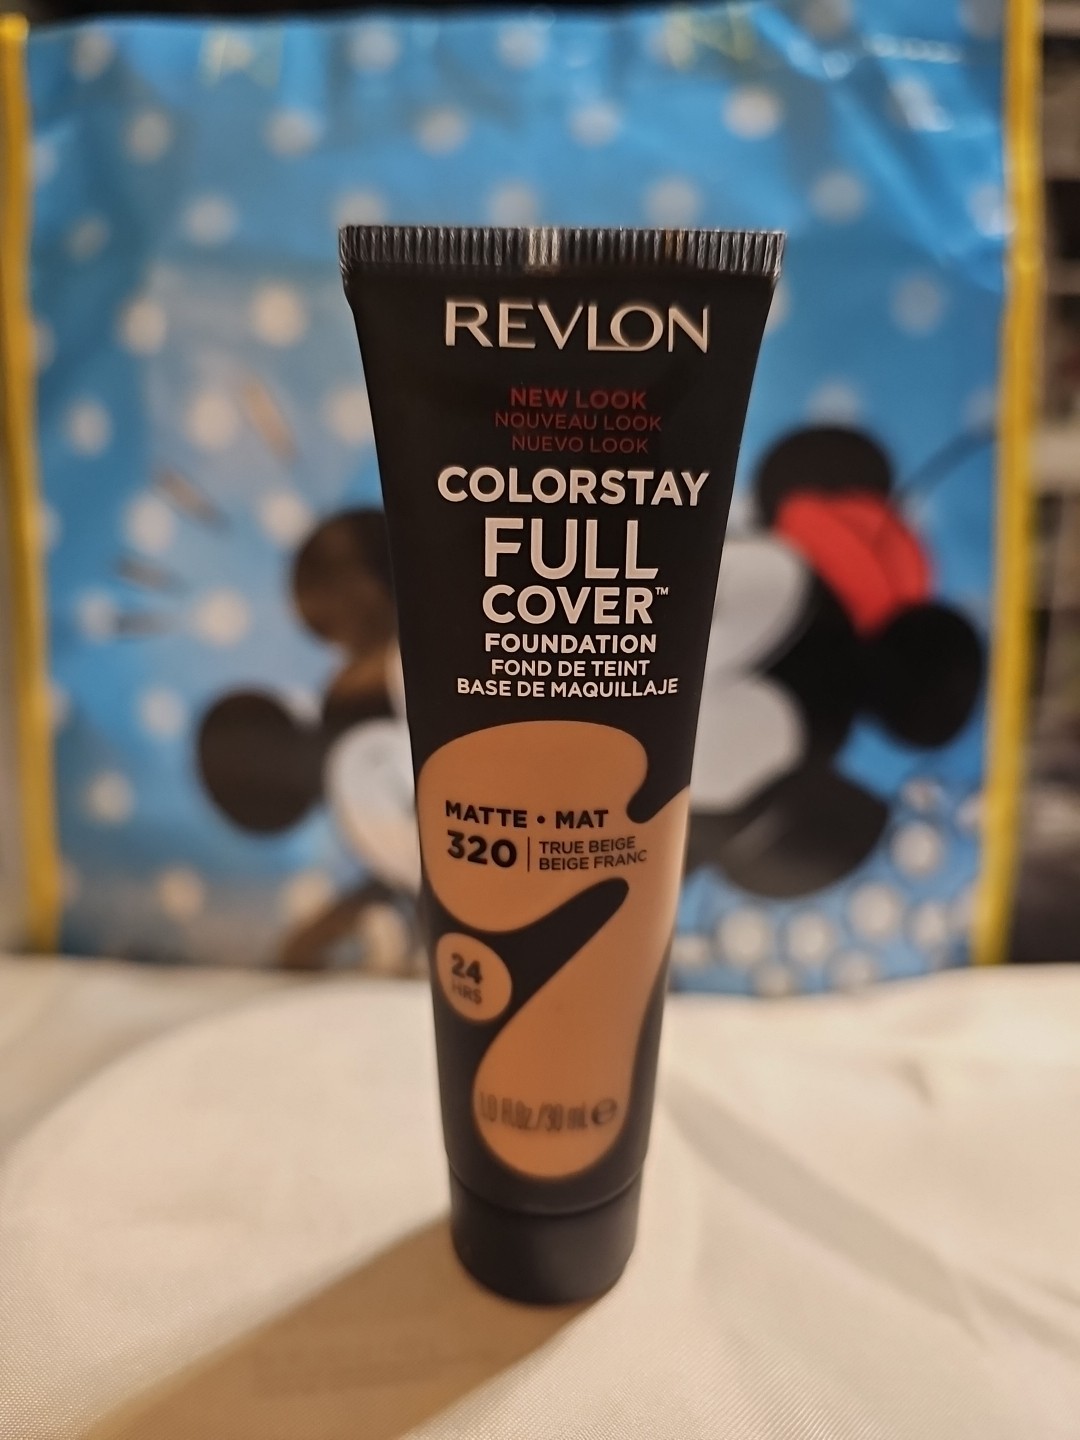 REVLON
NEW LOOK
NOUVEAU LOOK
NUEVO LOOK
COLORSTAY
FULL
COVER™
FOUNDATION
FOND DE TEINT
BASE DE MAQUILLAJE
MATTE • MAT
320 | TRUE BEIGE
BEIGE FRANC
24
HRS
1.0 Fl.Oz./30 mL ℮